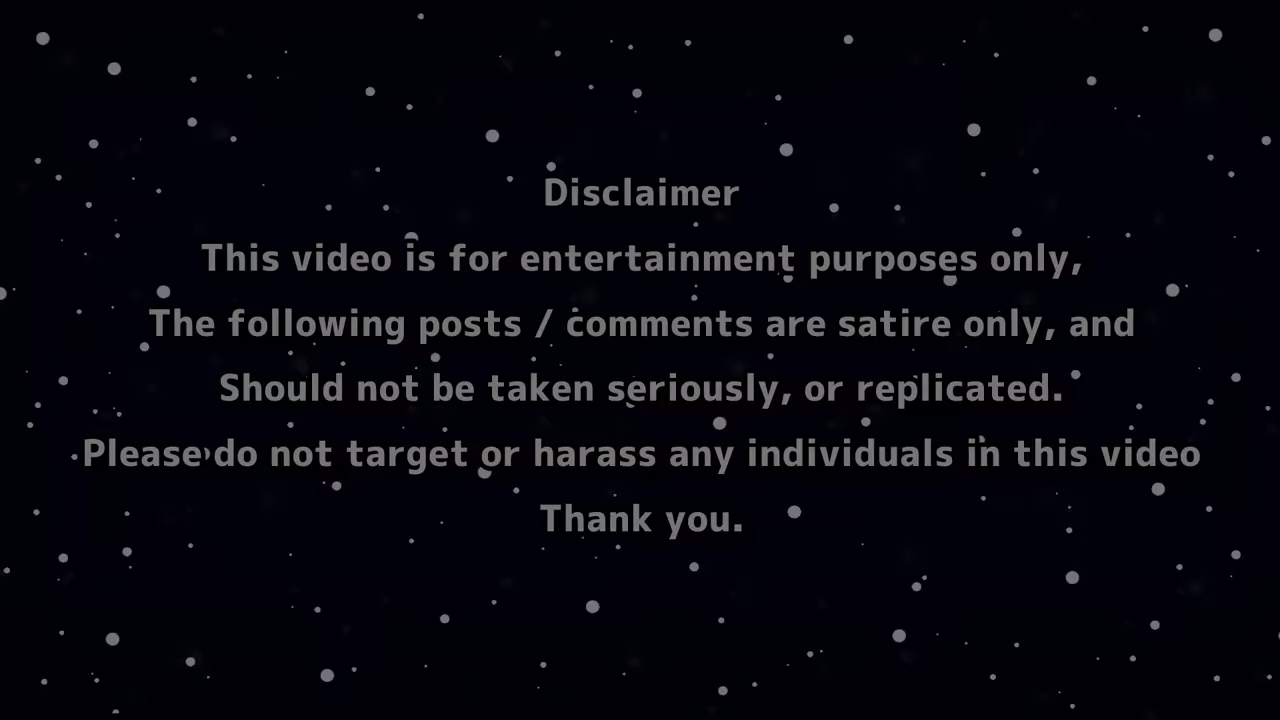 Disclaimer
This video is for entertainment purposes only,
The following posts / comments are satire only, and
Should not be taken seriously, or replicated.
Please do not target or harass any individuals in this video
Thank you.